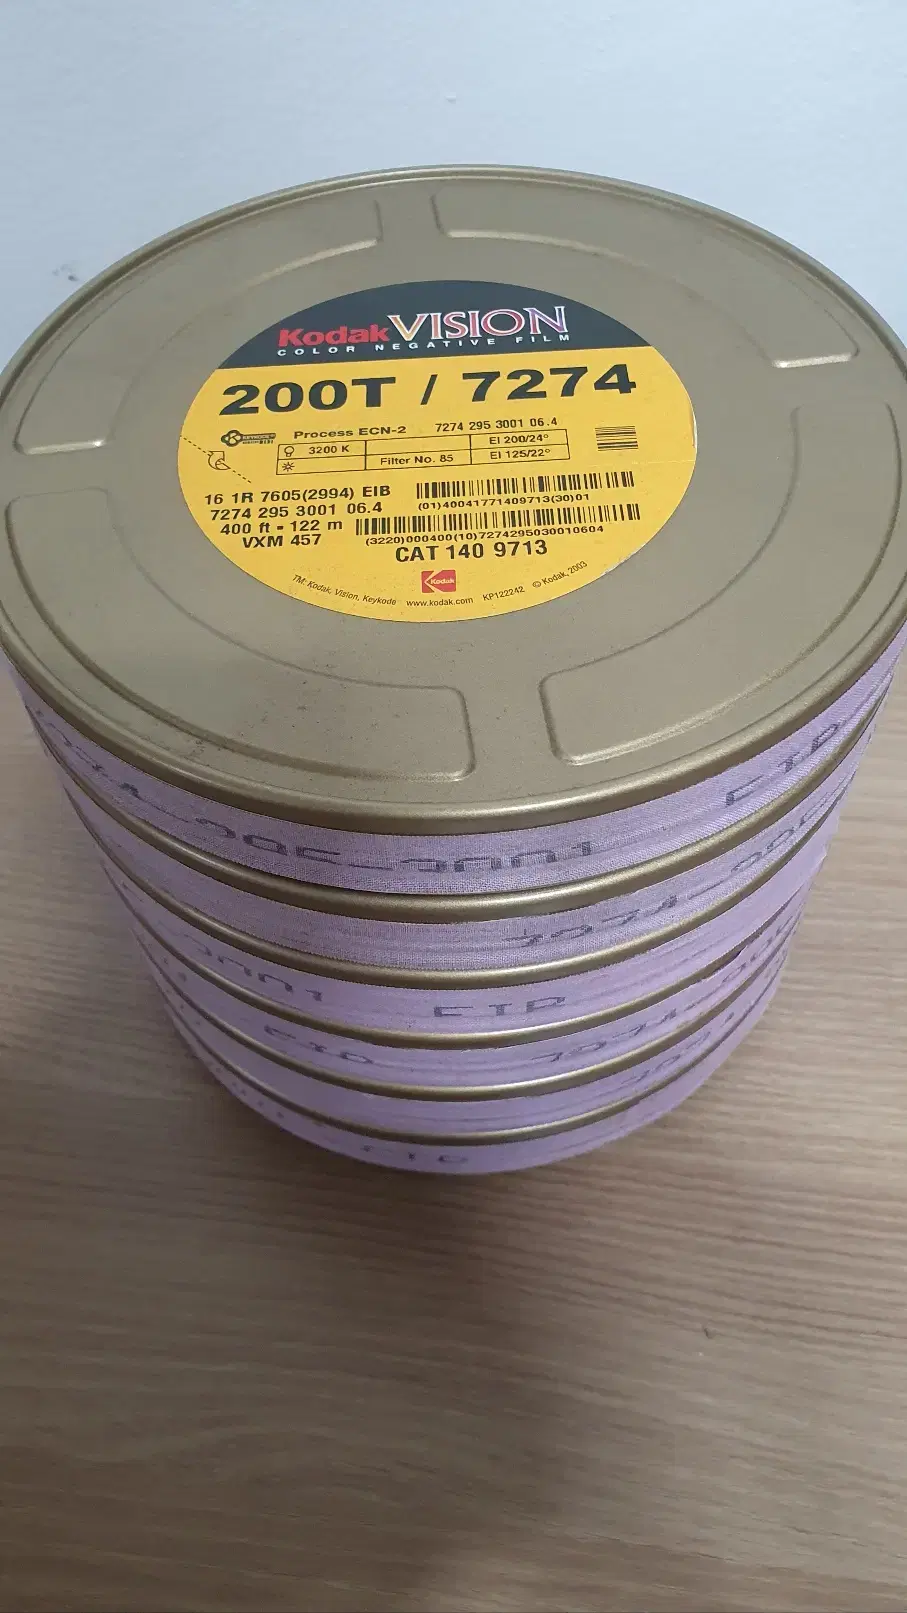 Kodak VISION
COLOR NEGATIVE FILM
200T / 7274
KEYKODE
Process ECN-2 7274 295 3001 06.4
3200 K EI 200/24°
Filter No. 85 EI 125/22°
16 1R 7605(2994) EIB
(01)40041771409713(30)01
7274 295 3001 06.4
400 ft - 122 m
(3220)000400(10)7274295030010604
VXM 457
CAT 140 9713
Kodak
TM: Kodak, Vision, Keykode www.kodak.com KP122242 © Kodak, 2003